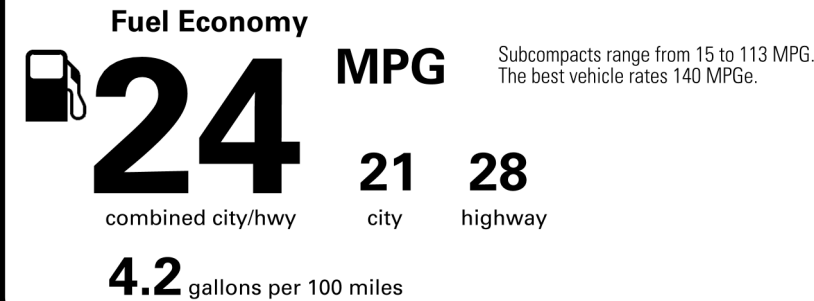 Fuel Economy
24 MPG
Subcompacts range from 15 to 113 MPG.
The best vehicle rates 140 MPGe.
21 28
combined city/hwy city highway
4.2 gallons per 100 miles